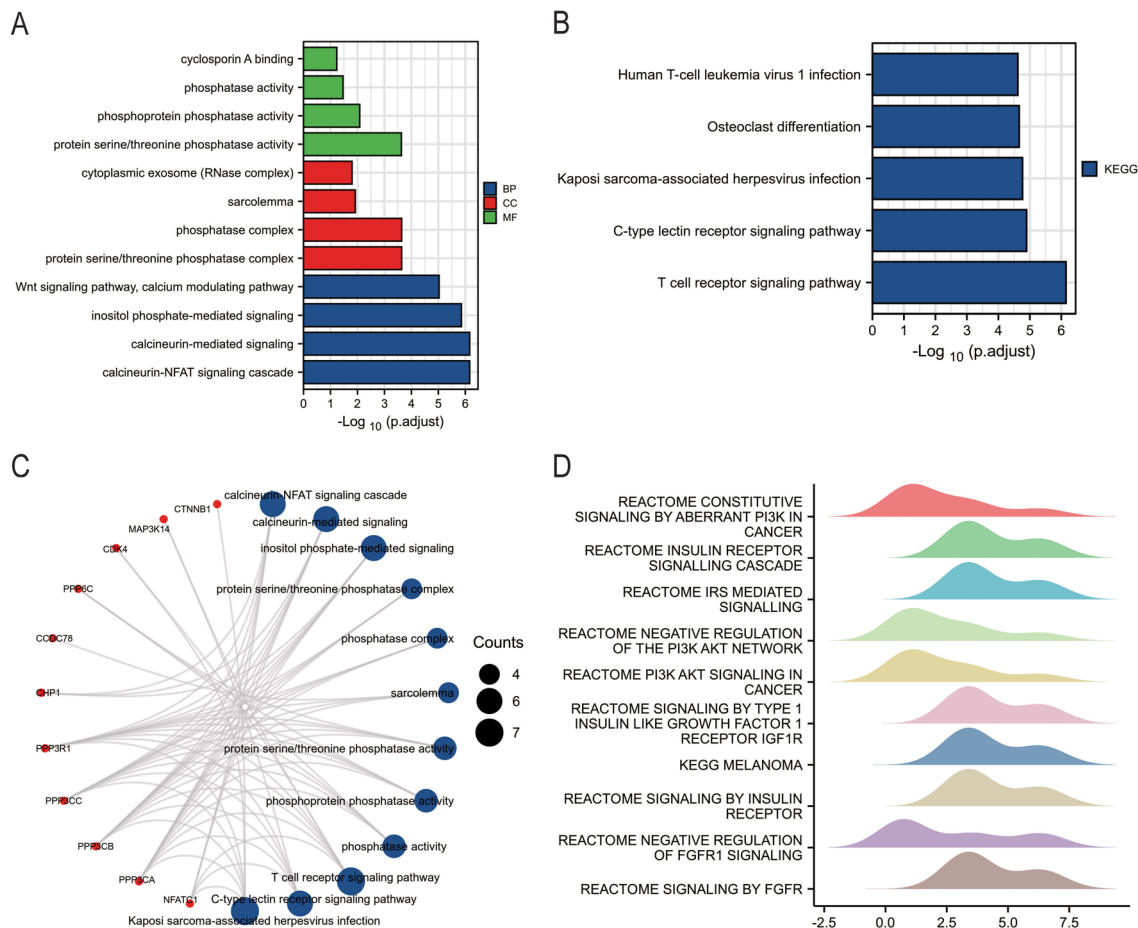 A
cyclosporin A binding
phosphatase activity
phosphoprotein phosphatase activity
protein serine/threonine phosphatase activity
cytoplasmic exosome (RNase complex)
sarcolemma
phosphatase complex
protein serine/threonine phosphatase complex
Wnt signaling pathway, calcium modulating pathway
inositol phosphate-mediated signaling
calcineurin-mediated signaling
calcineurin-NFAT signaling cascade
0 1 2 3 4 5 6
-Log 10 (p.adjust)
BP
CC
MF
B
Human T-cell leukemia virus 1 infection
Osteoclast differentiation
Kaposi sarcoma-associated herpesvirus infection
C-type lectin receptor signaling pathway
T cell receptor signaling pathway
0 1 2 3 4 5 6
-Log 10 (p.adjust)
KEGG
C
CTNNB1
MAP3K14
CDK4
PPP6C
CCDC78
CHP1
PPP3R1
PPP3CC
PPP3CB
PPP3CA
NFATC1
calcineurin-NFAT signaling cascade
calcineurin-mediated signaling
inositol phosphate-mediated signaling
protein serine/threonine phosphatase complex
phosphatase complex
sarcolemma
protein serine/threonine phosphatase activity
phosphoprotein phosphatase activity
phosphatase activity
T cell receptor signaling pathway
C-type lectin receptor signaling pathway
Kaposi sarcoma-associated herpesvirus infection
Counts
4
6
7
D
REACTOME CONSTITUTIVE
SIGNALING BY ABERRANT PI3K IN
CANCER
REACTOME INSULIN RECEPTOR
SIGNALLING CASCADE
REACTOME IRS MEDIATED
SIGNALLING
REACTOME NEGATIVE REGULATION
OF THE PI3K AKT NETWORK
REACTOME PI3K AKT SIGNALING IN
CANCER
REACTOME SIGNALING BY TYPE 1
INSULIN LIKE GROWTH FACTOR 1
RECEPTOR IGF1R
KEGG MELANOMA
REACTOME SIGNALING BY INSULIN
RECEPTOR
REACTOME NEGATIVE REGULATION
OF FGFR1 SIGNALING
REACTOME SIGNALING BY FGFR
-2.5 0.0 2.5 5.0 7.5